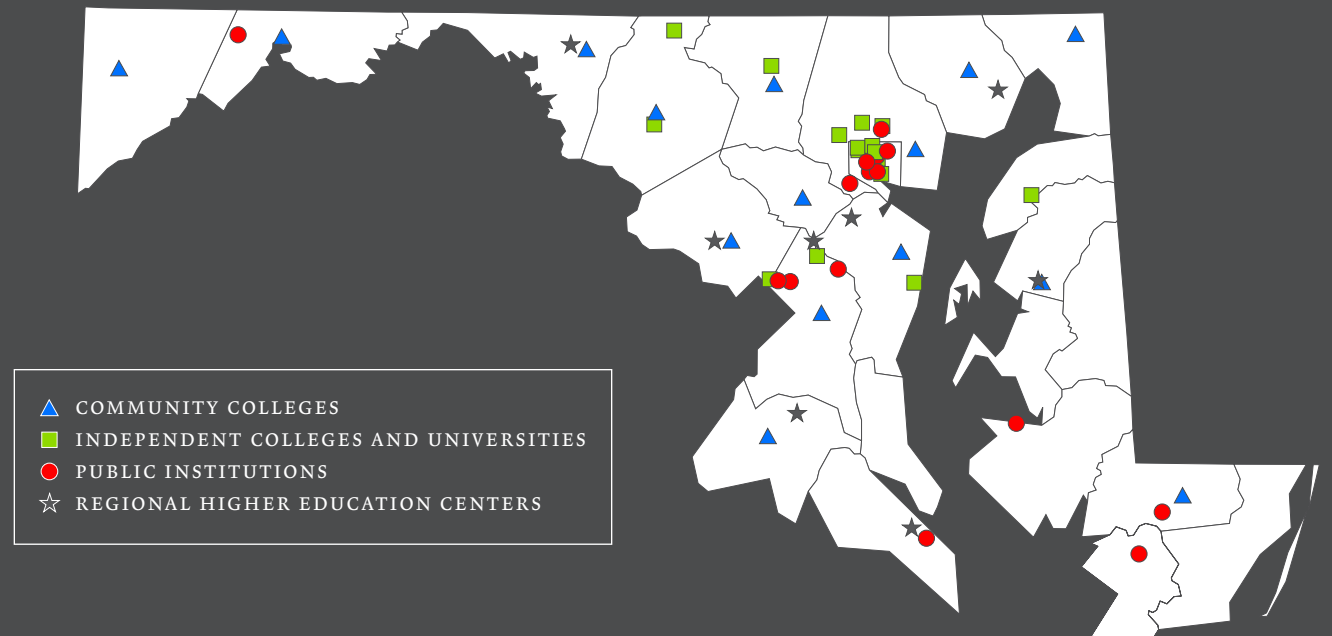 COMMUNITY COLLEGES
INDEPENDENT COLLEGES AND UNIVERSITIES
PUBLIC INSTITUTIONS
REGIONAL HIGHER EDUCATION CENTERS